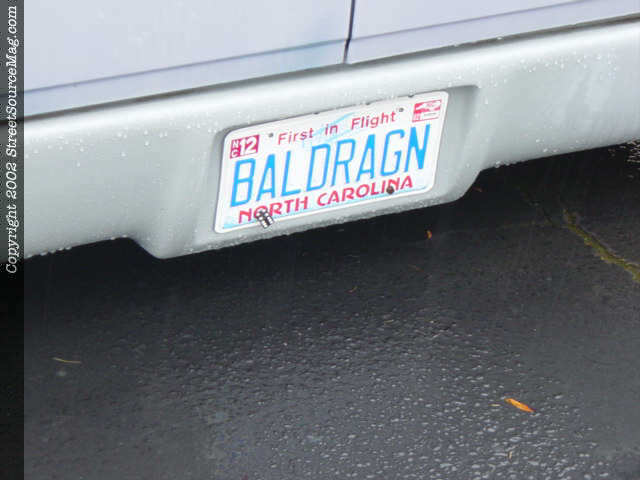 Copyright 2002 StreetSourceMag.com
NC 12
First in Flight
BALDRAGN
NORTH CAROLINA